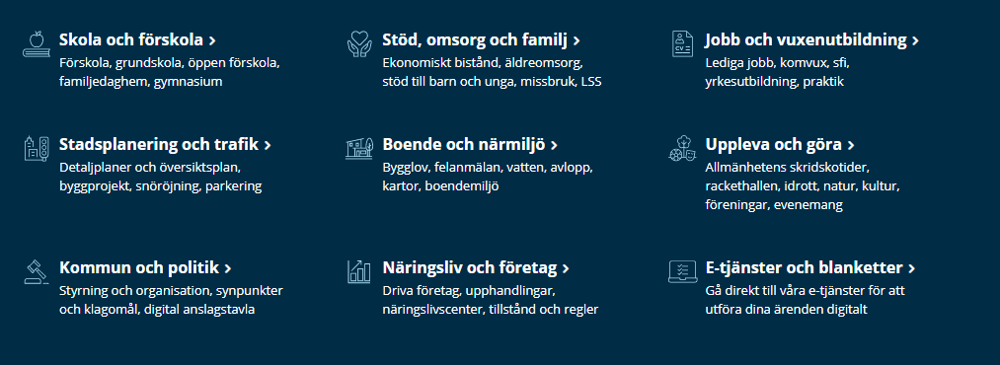 Skola och förskola
Förskola, grundskola, öppen förskola,
familjedaghem, gymnasium
Stöd, omsorg och familj
Ekonomiskt bistånd, äldreomsorg,
stöd till barn och unga, missbruk, LSS
Jobb och vuxenutbildning
Lediga jobb, komvux, sfi,
yrkesutbildning, praktik
Stadsplanering och trafik
Detaljplaner och översiktsplan,
byggprojekt, snöröjning, parkering
Boende och närmiljö
Bygglov, felanmälan, vatten, avlopp,
kartor, boendemiljö
Uppleva och göra
Allmänhetens skridskotider,
rackethallen, idrott, natur, kultur,
föreningar, evenemang
Kommun och politik
Styrning och organisation, synpunkter
och klagomål, digital anslagstavla
Näringsliv och företag
Driva företag, upphandlingar,
näringslivscenter, tillstånd och regler
E-tjänster och blanketter
Gå direkt till våra e-tjänster för att
utföra dina ärenden digitalt
CV